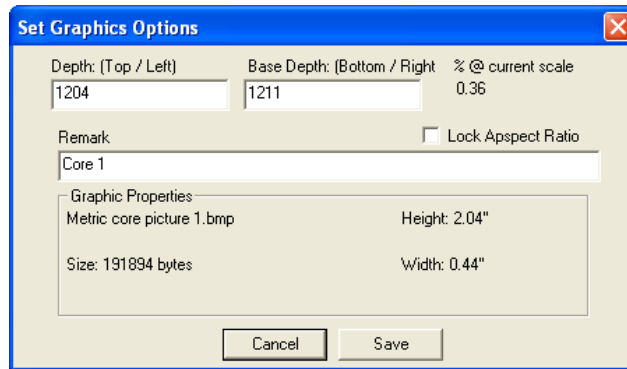 Set Graphics Options
Depth: (Top / Left) Base Depth: (Bottom / Right % @ current scale
1204 1211 0.36
Remark Lock Apspect Ratio
Core 1
Graphic Properties
Metric core picture 1.bmp Height: 2.04"
Size: 191894 bytes Width: 0.44"
Cancel Save